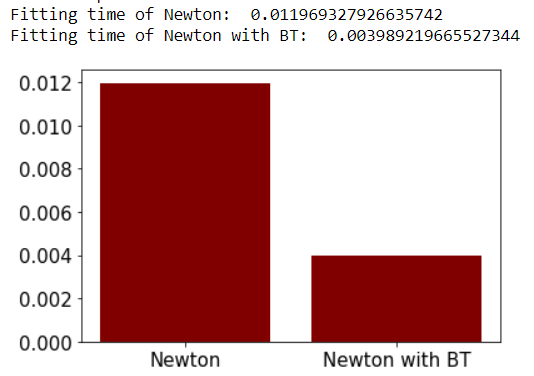 Fitting time of Newton:  0.011969327926635742
Fitting time of Newton with BT:  0.003989219665527344
0.012
0.010
0.008
0.006
0.004
0.002
0.000
Newton
Newton with BT